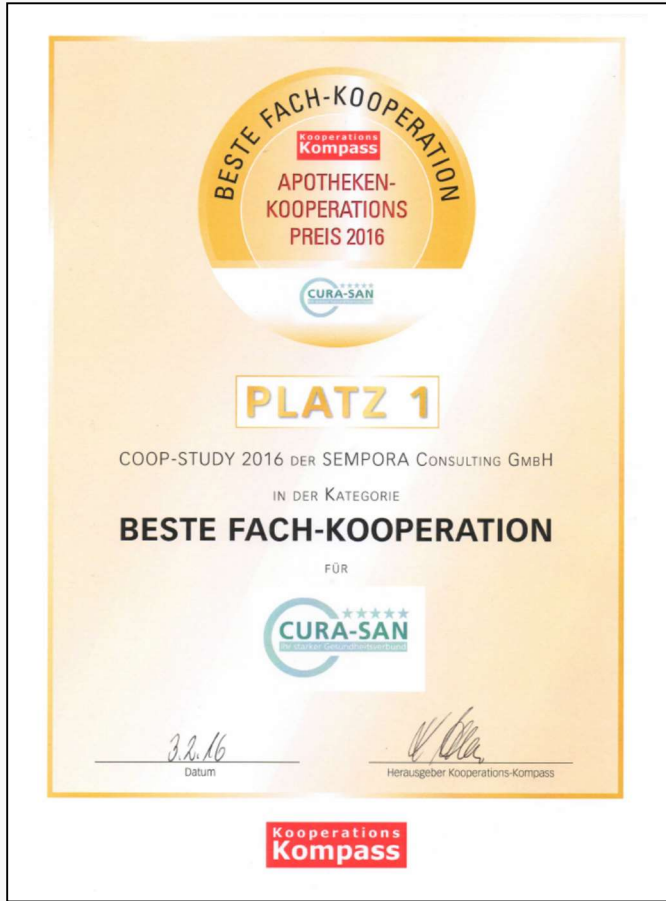 BESTE FACH-KOOPERATION
Kooperations
Kompass
APOTHEKEN-
KOOPERATIONS
PREIS 2016
CURA-SAN
PLATZ 1
COOP-STUDY 2016 DER SEMPORA CONSULTING GMBH
IN DER KATEGORIE
BESTE FACH-KOOPERATION
FÜR
CURA-SAN
Ihr starker Gesundheitsverbund
3.2.16
Datum
Herausgeber Kooperations-Kompass
Kooperations
Kompass